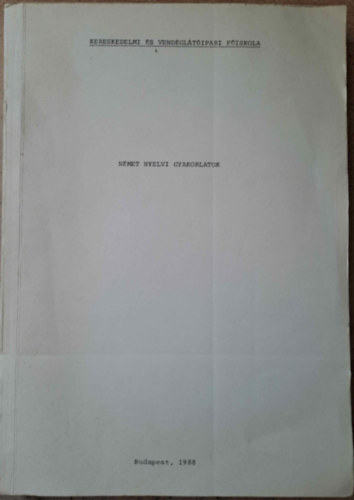 KERESKEDELMI ÉS VENDÉGLÁTÓIPARI FŐISKOLA
NÉMET NYELVI GYAKORLATOK
Budapest, 1988